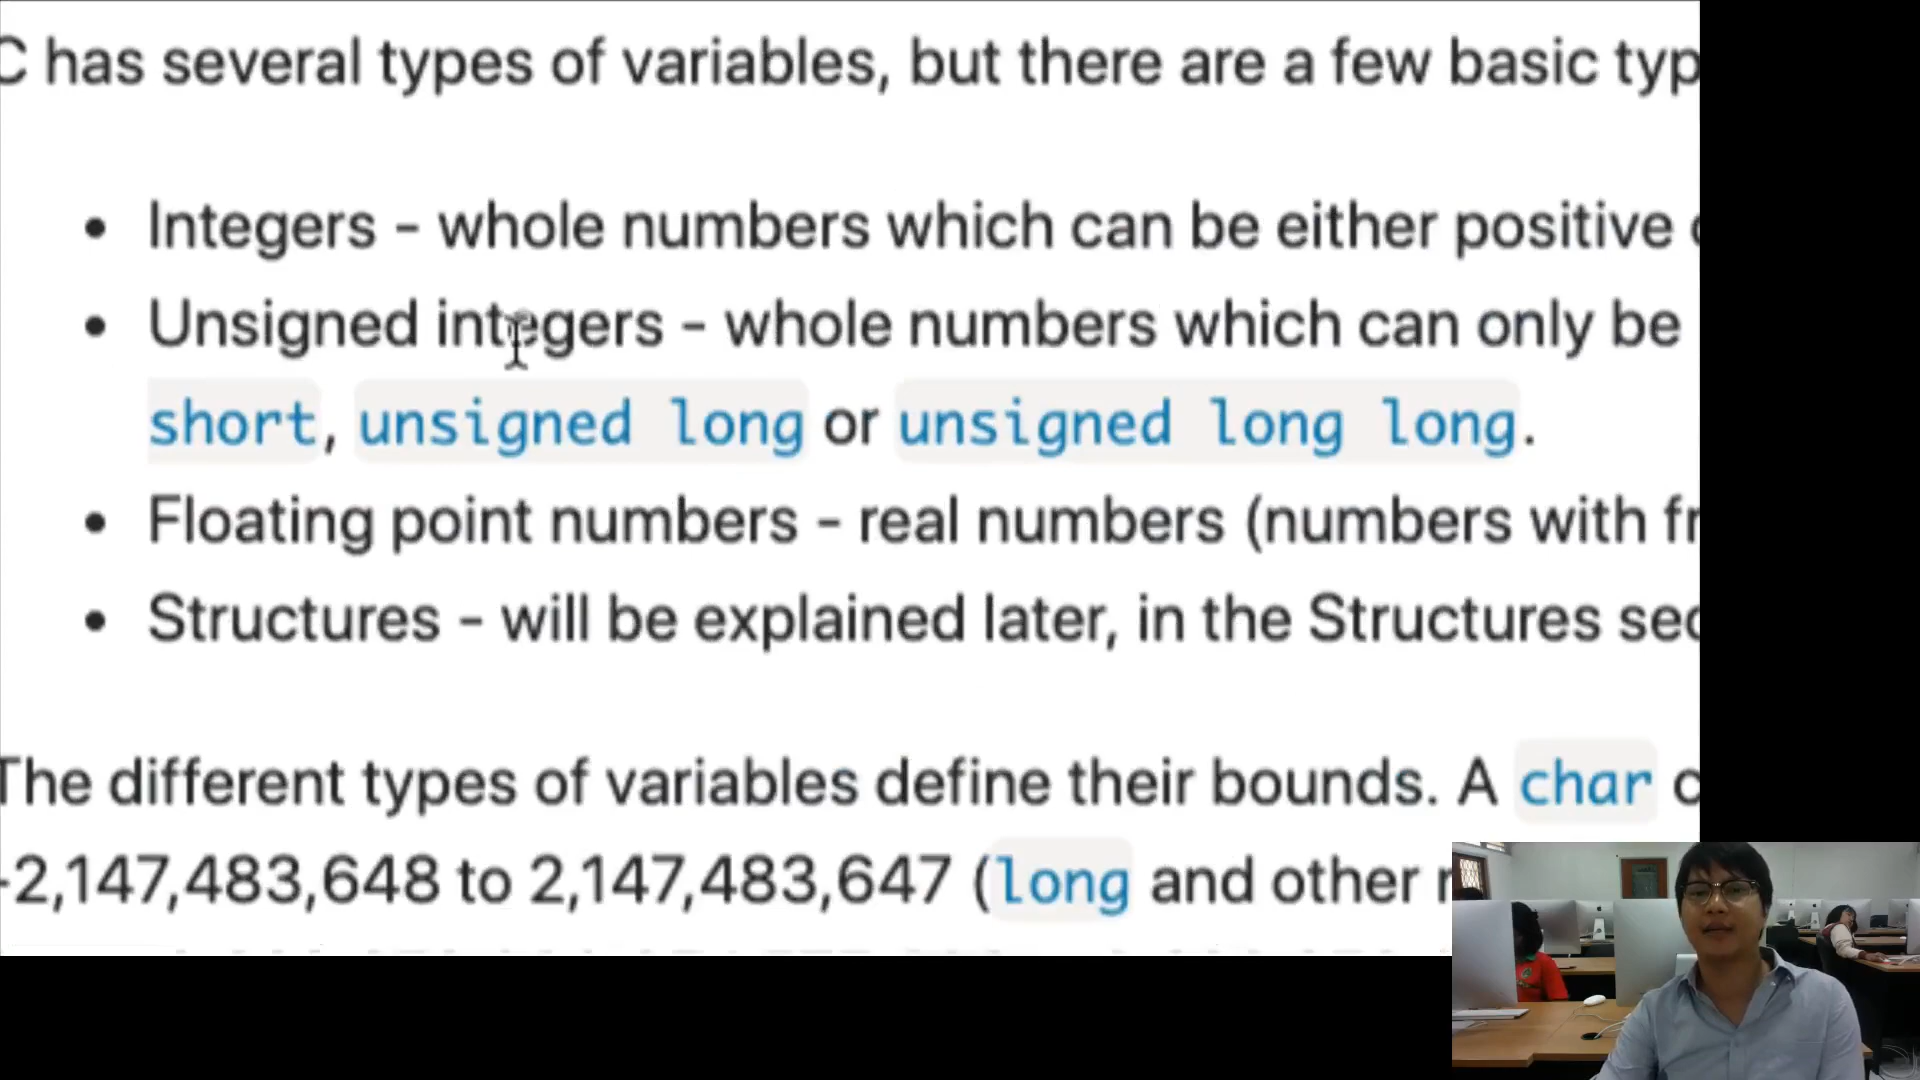 C has several types of variables, but there are a few basic typ
• Integers - whole numbers which can be either positive
• Unsigned integers - whole numbers which can only be
short, unsigned long or unsigned long long.
• Floating point numbers - real numbers (numbers with fr
• Structures - will be explained later, in the Structures sec
The different types of variables define their bounds. A char
-2,147,483,648 to 2,147,483,647 (long and other